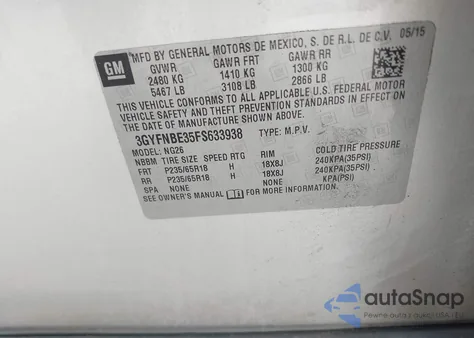 GM
MFD BY GENERAL MOTORS DE MEXICO, S. DE R.L. DE C.V. 05/15
GVWR GAWR FRT GAWR RR
2480 KG 1410 KG 1300 KG
5467 LB 3108 LB 2866 LB
THIS VEHICLE CONFORMS TO ALL APPLICABLE U.S. FEDERAL MOTOR
VEHICLE SAFETY AND THEFT PREVENTION STANDARDS IN EFFECT ON THE DATE OF
MANUFACTURE SHOWN ABOVE.
3GYFNBE35FS633938 TYPE: M.P.V.
MODEL: NG26
NBBM TIRE SIZE SPEED RTG RIM COLD TIRE PRESSURE
FRT P235/65R18 H 18X8J 240KPA(35PSI)
RR P235/65R18 H 18X8J 240KPA(35PSI)
SPA NONE NONE KPA(PSI)
SEE OWNER'S MANUAL FOR MORE INFORMATION.
autoSnap